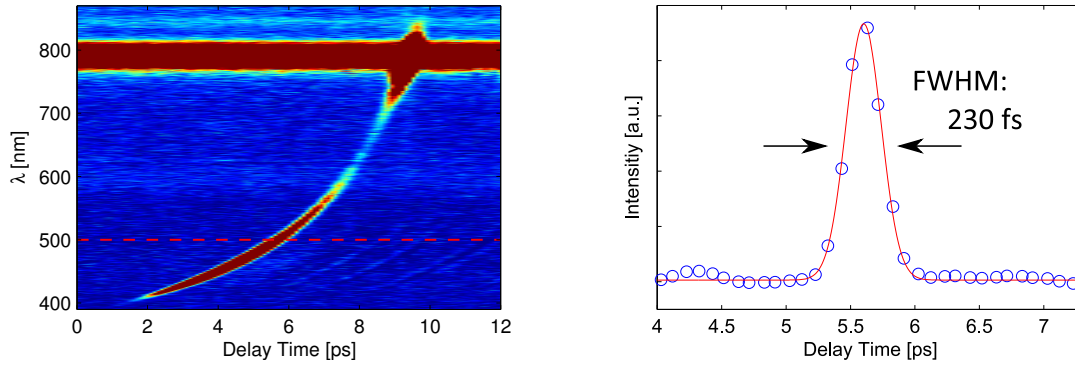 800
700
600
500
400
λ [nm]
0 2 4 6 8 10 12
Delay Time [ps]
Intensitiy [a.u.]
FWHM:
230 fs
4 4.5 5 5.5 6 6.5 7
Delay Time [ps]